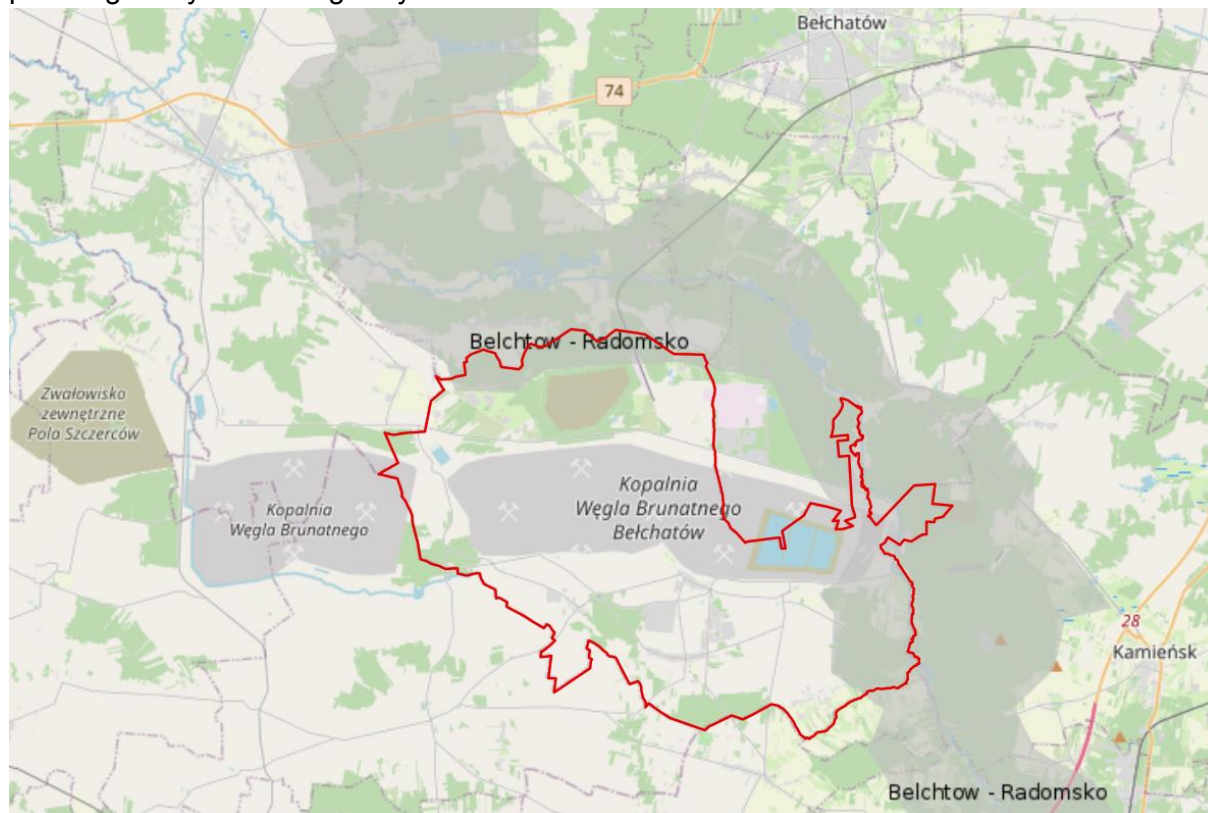 Bełchatów
74
Belchtow - Radomsko
Zwałowisko
zewnętrzne
Pola Szczerców
Kopalnia
Węgla Brunatnego
Bełchatów
Kopalnia
Węgla Brunatnego
28
Kamieńsk
Belchtow - Radomsko